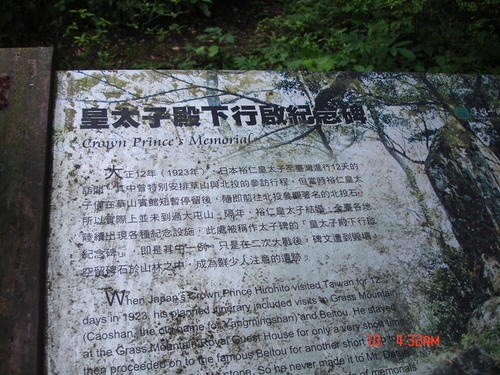 皇太子殿下行啟紀念碑
Crown Prince's Memorial
大正12年（1923年），日本裕仁皇太子至臺灣進行12天的
訪問，其中曾特別安排草山與北投的參訪行程，但當時裕仁皇太
子僅在草山賓館短暫停留後，隨即前往北投參觀著名的北投石，
所以實際上並未到過大屯山。隔年，裕仁皇太子結婚，臺灣各地
陸續出現各種紀念設施，此處被稱作太子碑的「皇太子殿下行啟
紀念碑」，即是其中一例，只是在二次大戰後，碑文遭到毀壞，
空留碑石於山林之中，成為鮮少人注意的遺跡。
When Japan's Crown Prince Hirohito visited Taiwan for 12
days in 1923, his planned itinerary included visits to Grass Mountain
(Caoshan, the old name for Yangmingshan) and Beitou. He stayed
at the Grass Mountain Royal Guest House for only a very short time
then proceeded on to the famous Beitou for another short
stone. So he never made it to Mt. Datun
of memorials
10 4:32AM